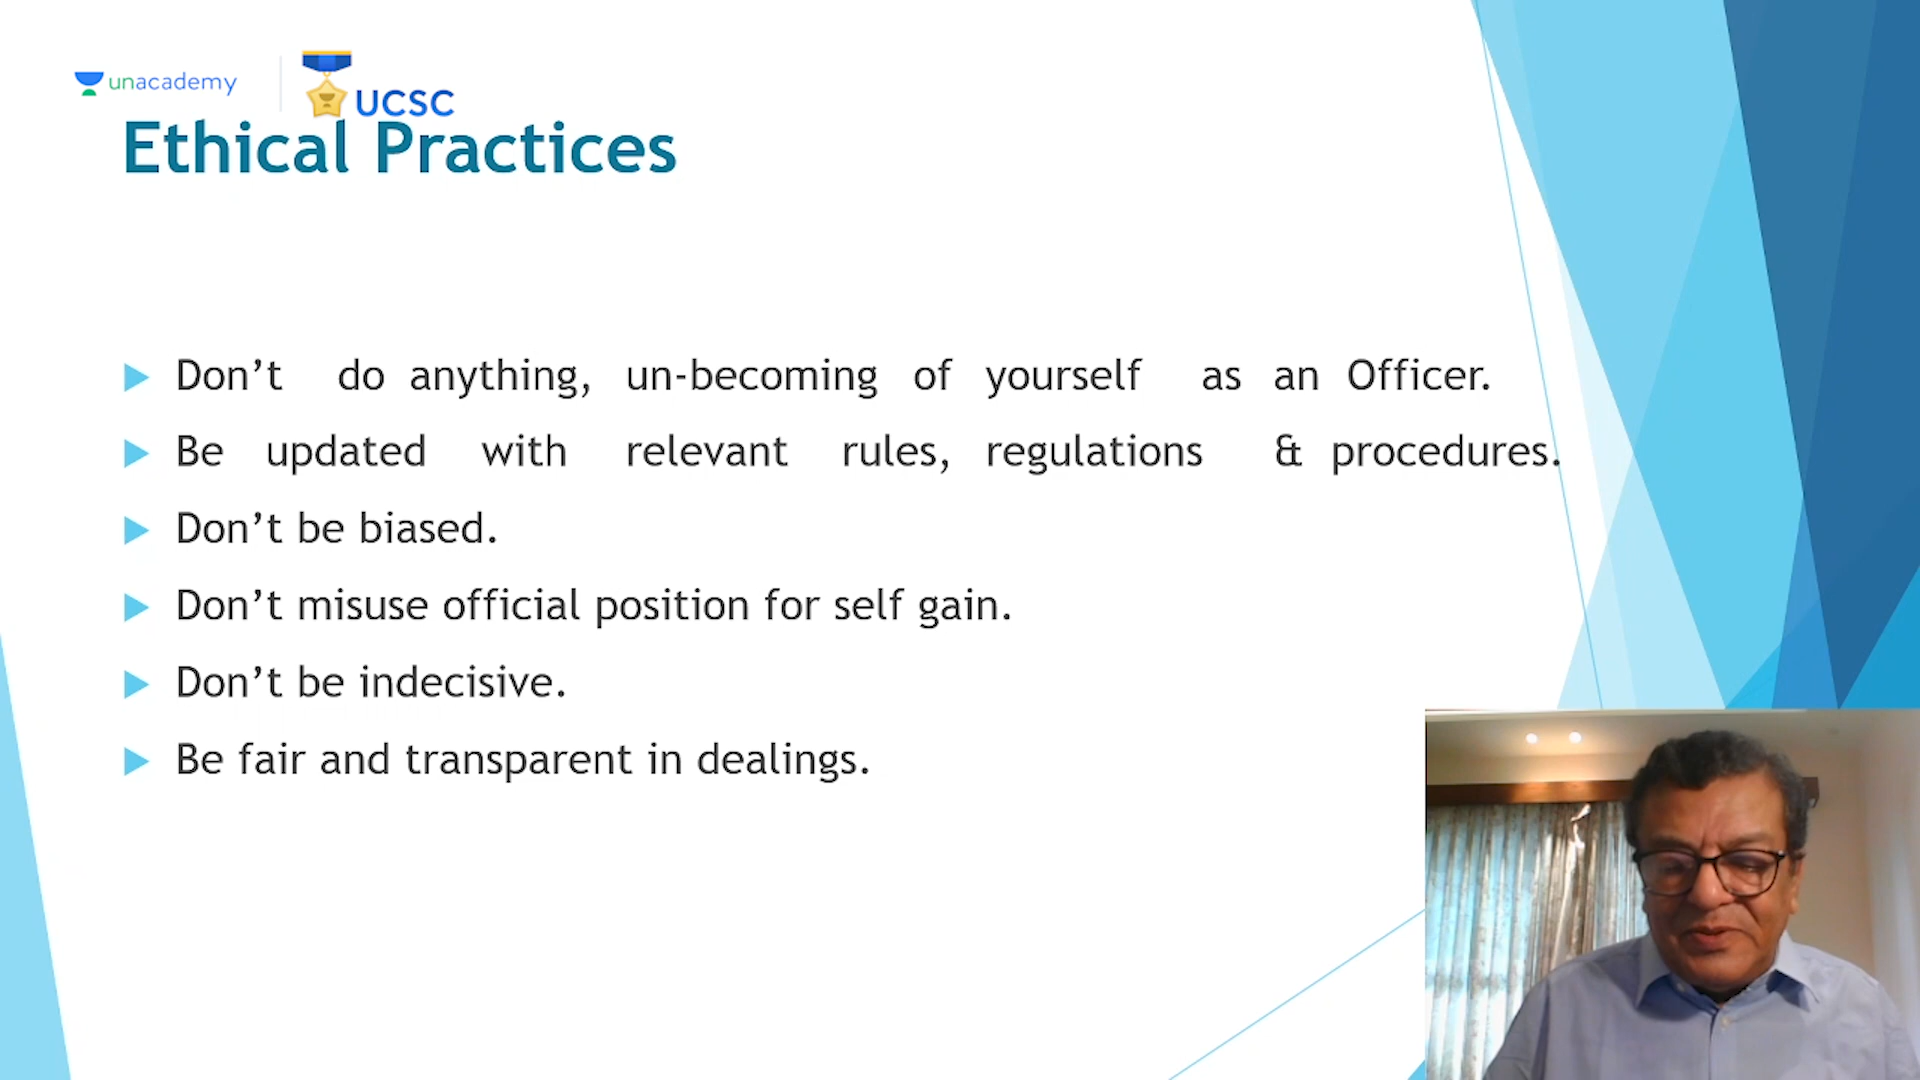 unacademy
UCSC
Ethical Practices
Don’t do anything, un-becoming of yourself as an Officer.
Be updated with relevant rules, regulations & procedures.
Don’t be biased.
Don’t misuse official position for self gain.
Don’t be indecisive.
Be fair and transparent in dealings.